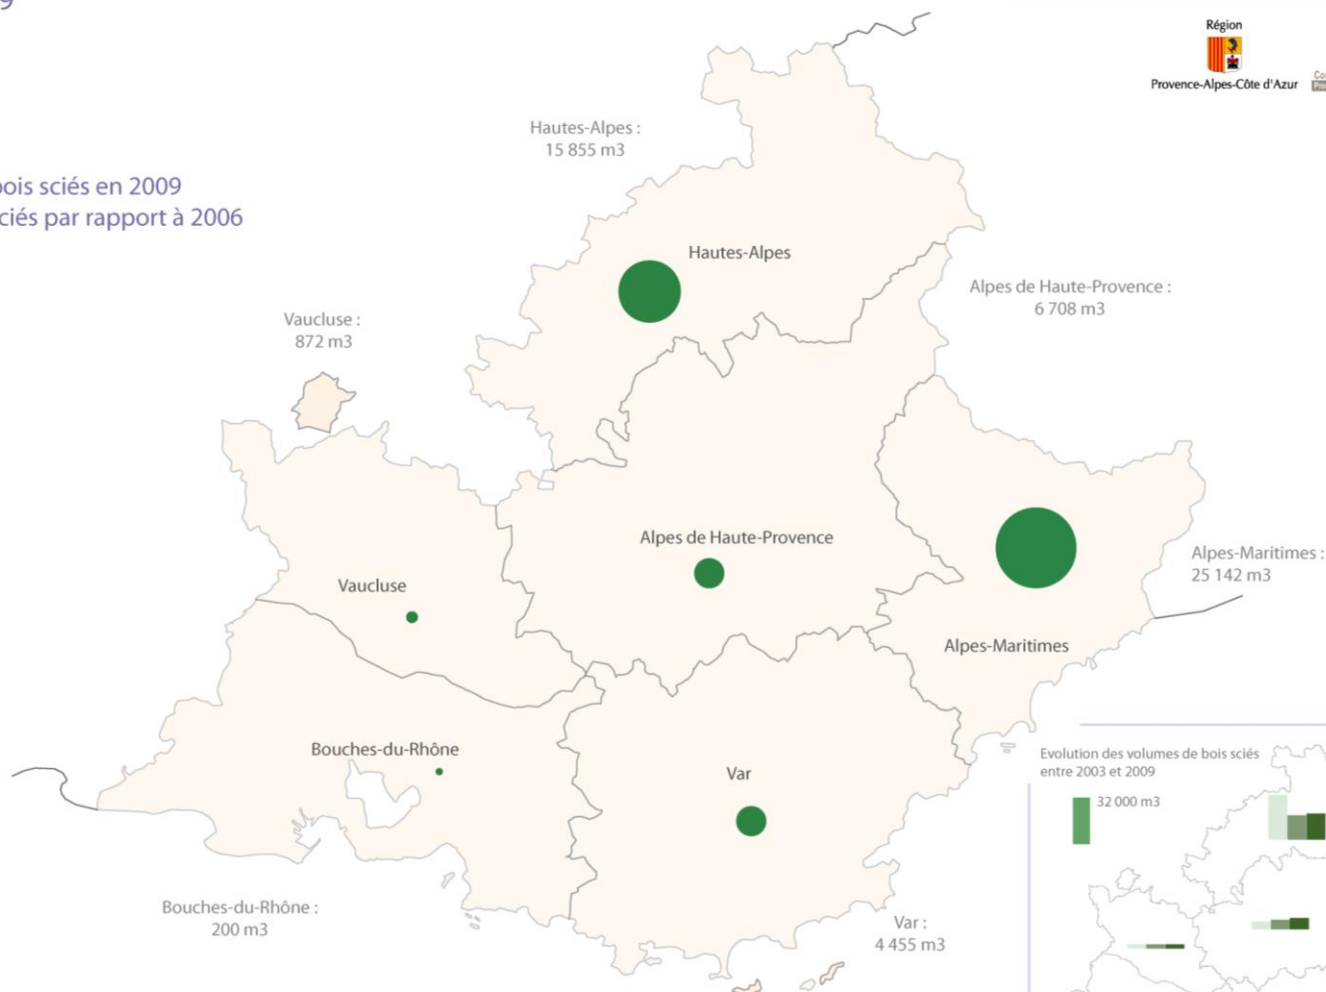 9
Région
Provence-Alpes-Côte d'Azur
Hautes-Alpes :
15 855 m3
bois sciés en 2009
ciés par rapport à 2006
Hautes-Alpes
Alpes de Haute-Provence :
6 708 m3
Vaucluse :
872 m3
Alpes de Haute-Provence
Alpes-Maritimes :
25 142 m3
Vaucluse
Alpes-Maritimes
Bouches-du-Rhône
Var
Evolution des volumes de bois sciés
entre 2003 et 2009
32 000 m3
Bouches-du-Rhône :
200 m3
Var :
4 455 m3